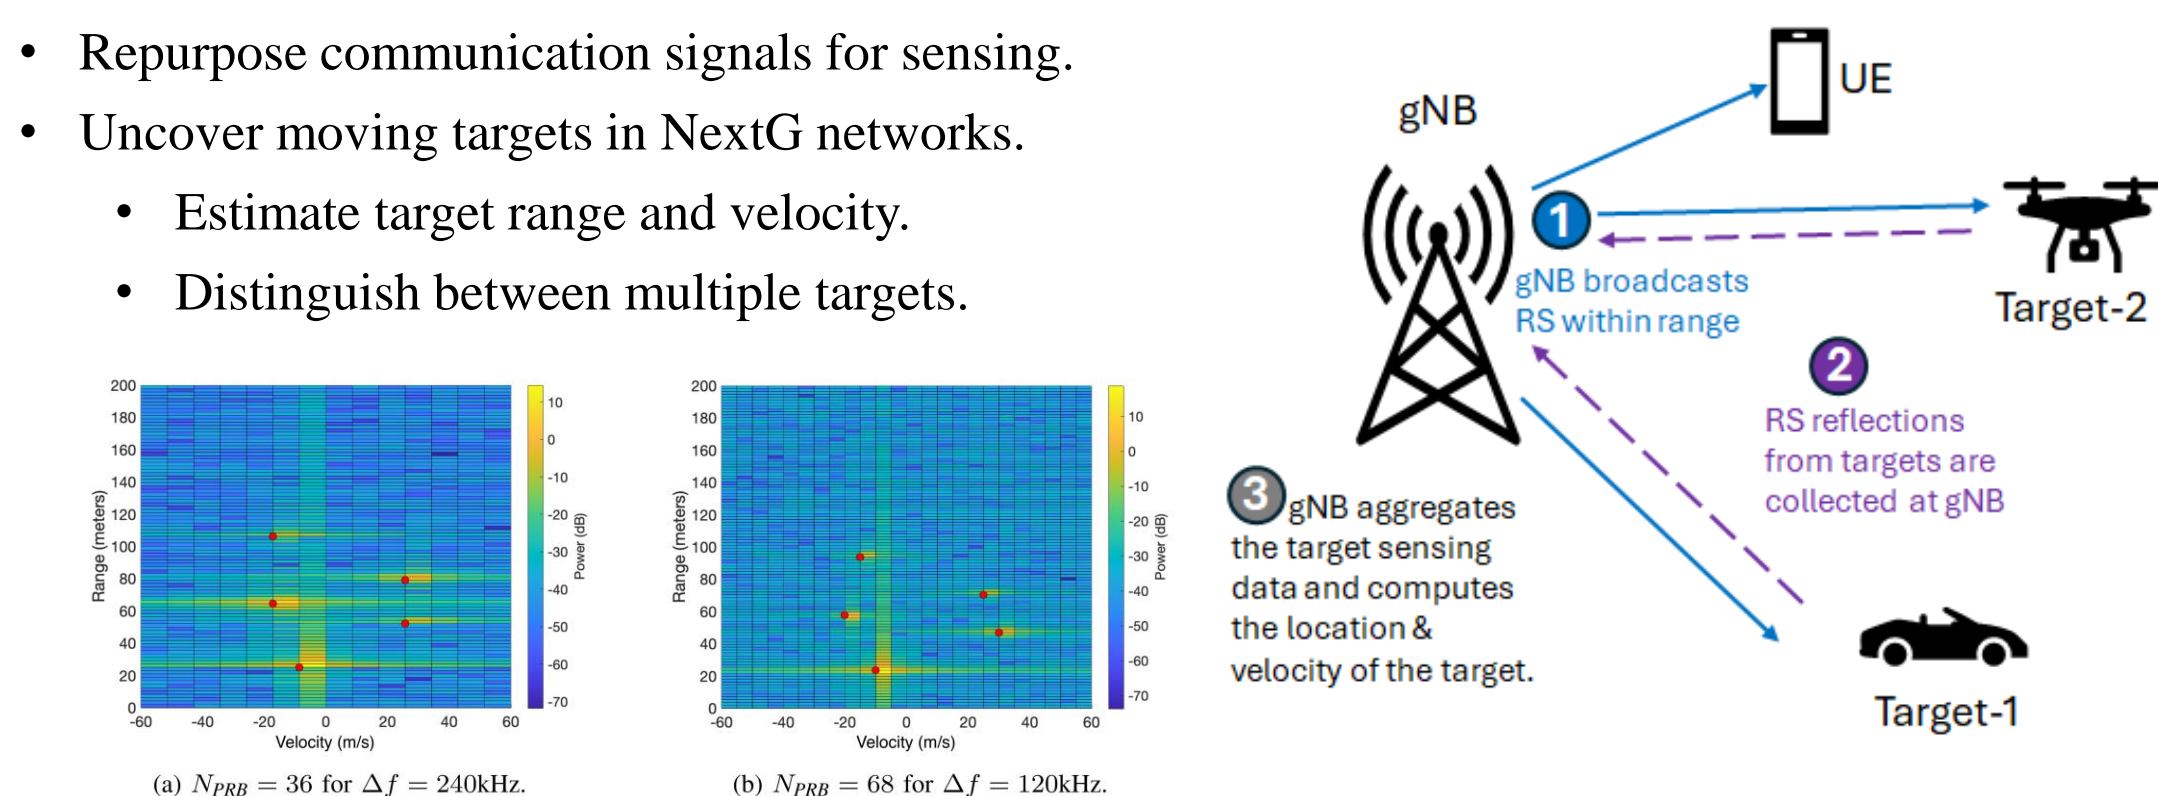 • Repurpose communication signals for sensing.
• Uncover moving targets in NextG networks.
• Estimate target range and velocity.
• Distinguish between multiple targets.
200
180
160
140
120
100
80
60
40
20
0
Range (meters)
-60 -40 -20 0 20 40 60
Velocity (m/s)
10
0
-10
-20
-30
-40
-50
-60
-70
Power (dB)
(a) N_PRB = 36 for Δf = 240kHz.
200
180
160
140
120
100
80
60
40
20
0
Range (meters)
-60 -40 -20 0 20 40 60
Velocity (m/s)
10
0
-10
-20
-30
-40
-50
-60
-70
Power (dB)
(b) N_PRB = 68 for Δf = 120kHz.
gNB
UE
1
gNB broadcasts
RS within range
Target-2
2
RS reflections
from targets are
collected at gNB
3 gNB aggregates
the target sensing
data and computes
the location &
velocity of the target.
Target-1